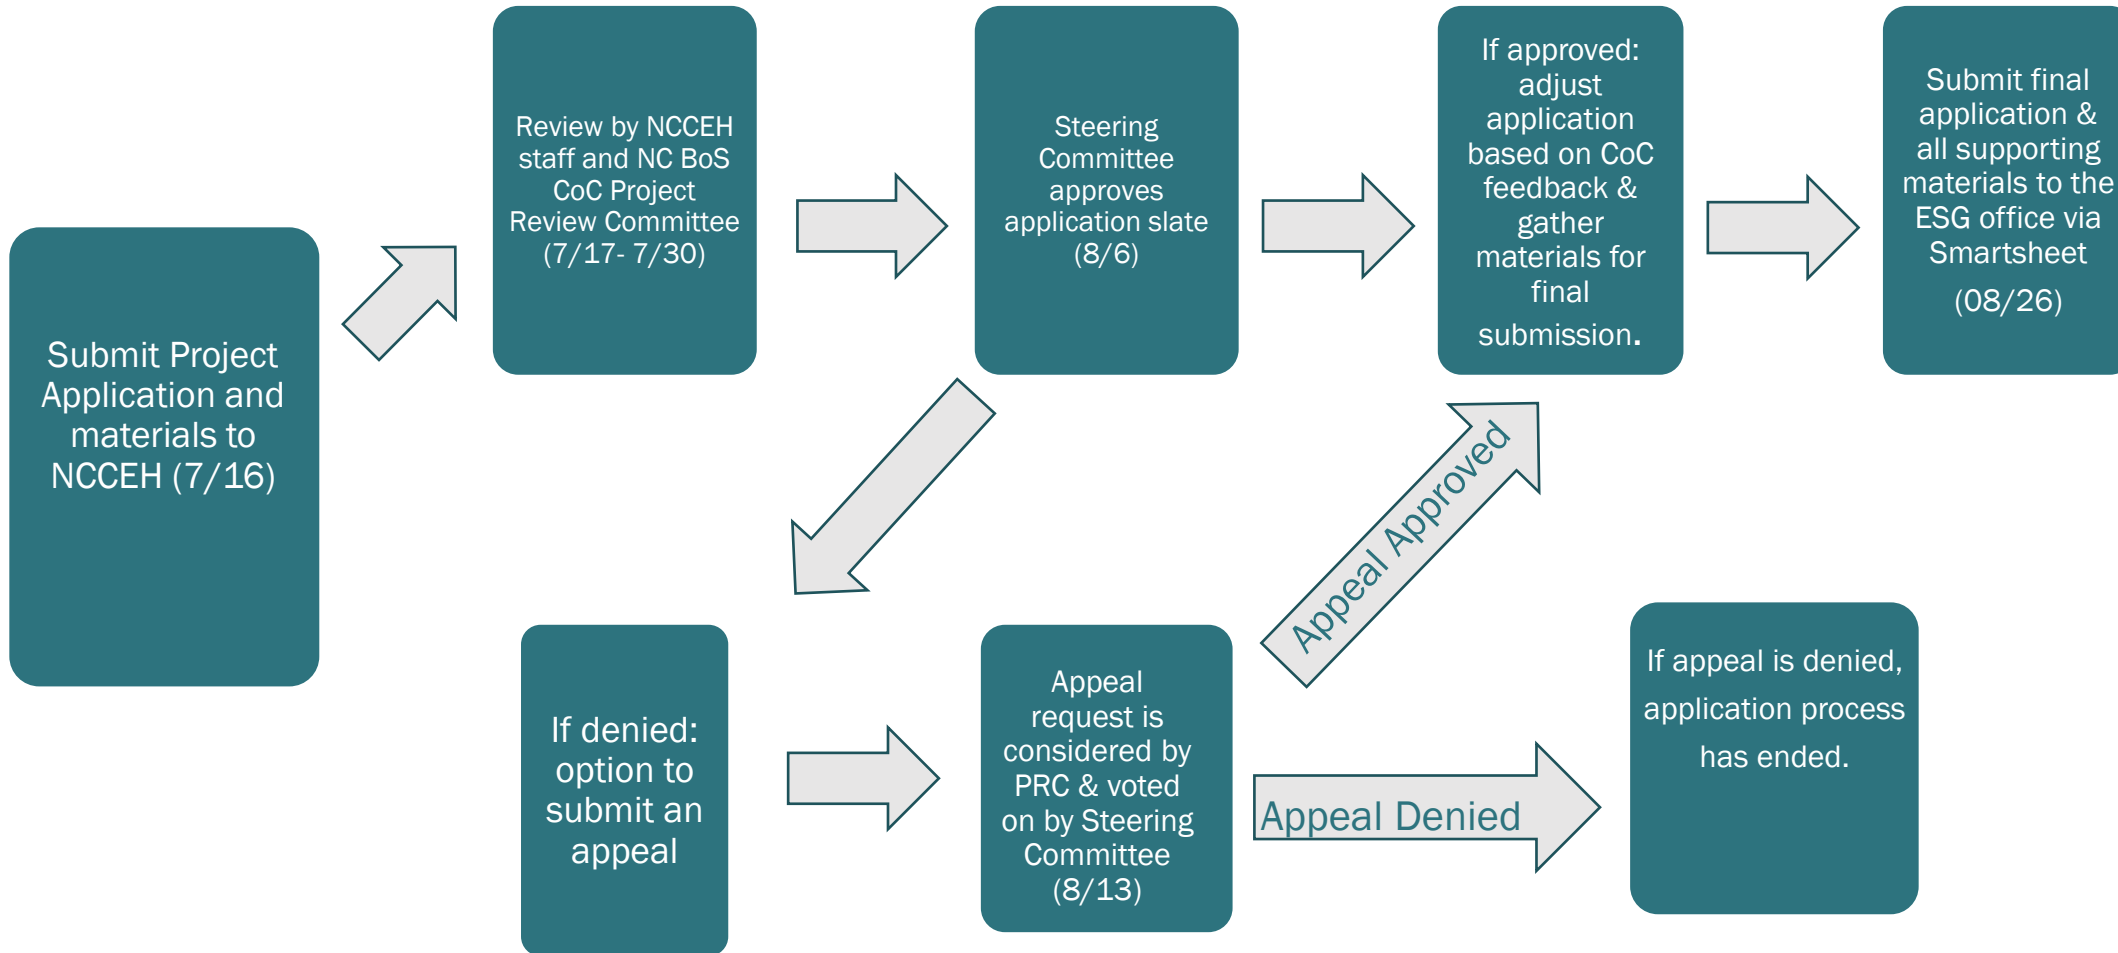 Submit Project
Application and
materials to
NCCEH (7/16)
Review by NCCEH
staff and NC BoS
CoC Project
Review Committee
(7/17- 7/30)
Steering
Committee
approves
application slate
(8/6)
If approved:
adjust
application
based on CoC
feedback &
gather
materials for
final
submission.
Submit final
application &
all supporting
materials to the
ESG office via
Smartsheet
(08/26)
If denied:
option to
submit an
appeal
Appeal
request is
considered by
PRC & voted
on by Steering
Committee
(8/13)
Appeal Approved
Appeal Denied
If appeal is denied,
application process
has ended.